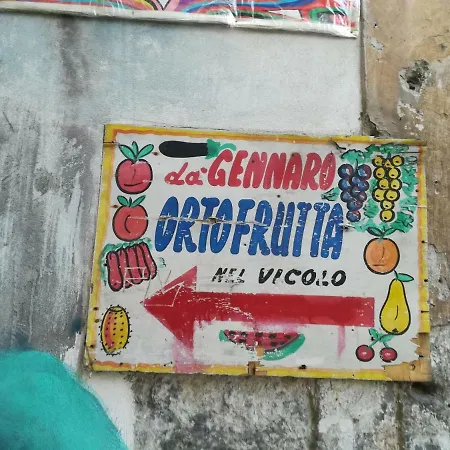 da GENNARO
ORTOFRUTTA
NEL VICOLO